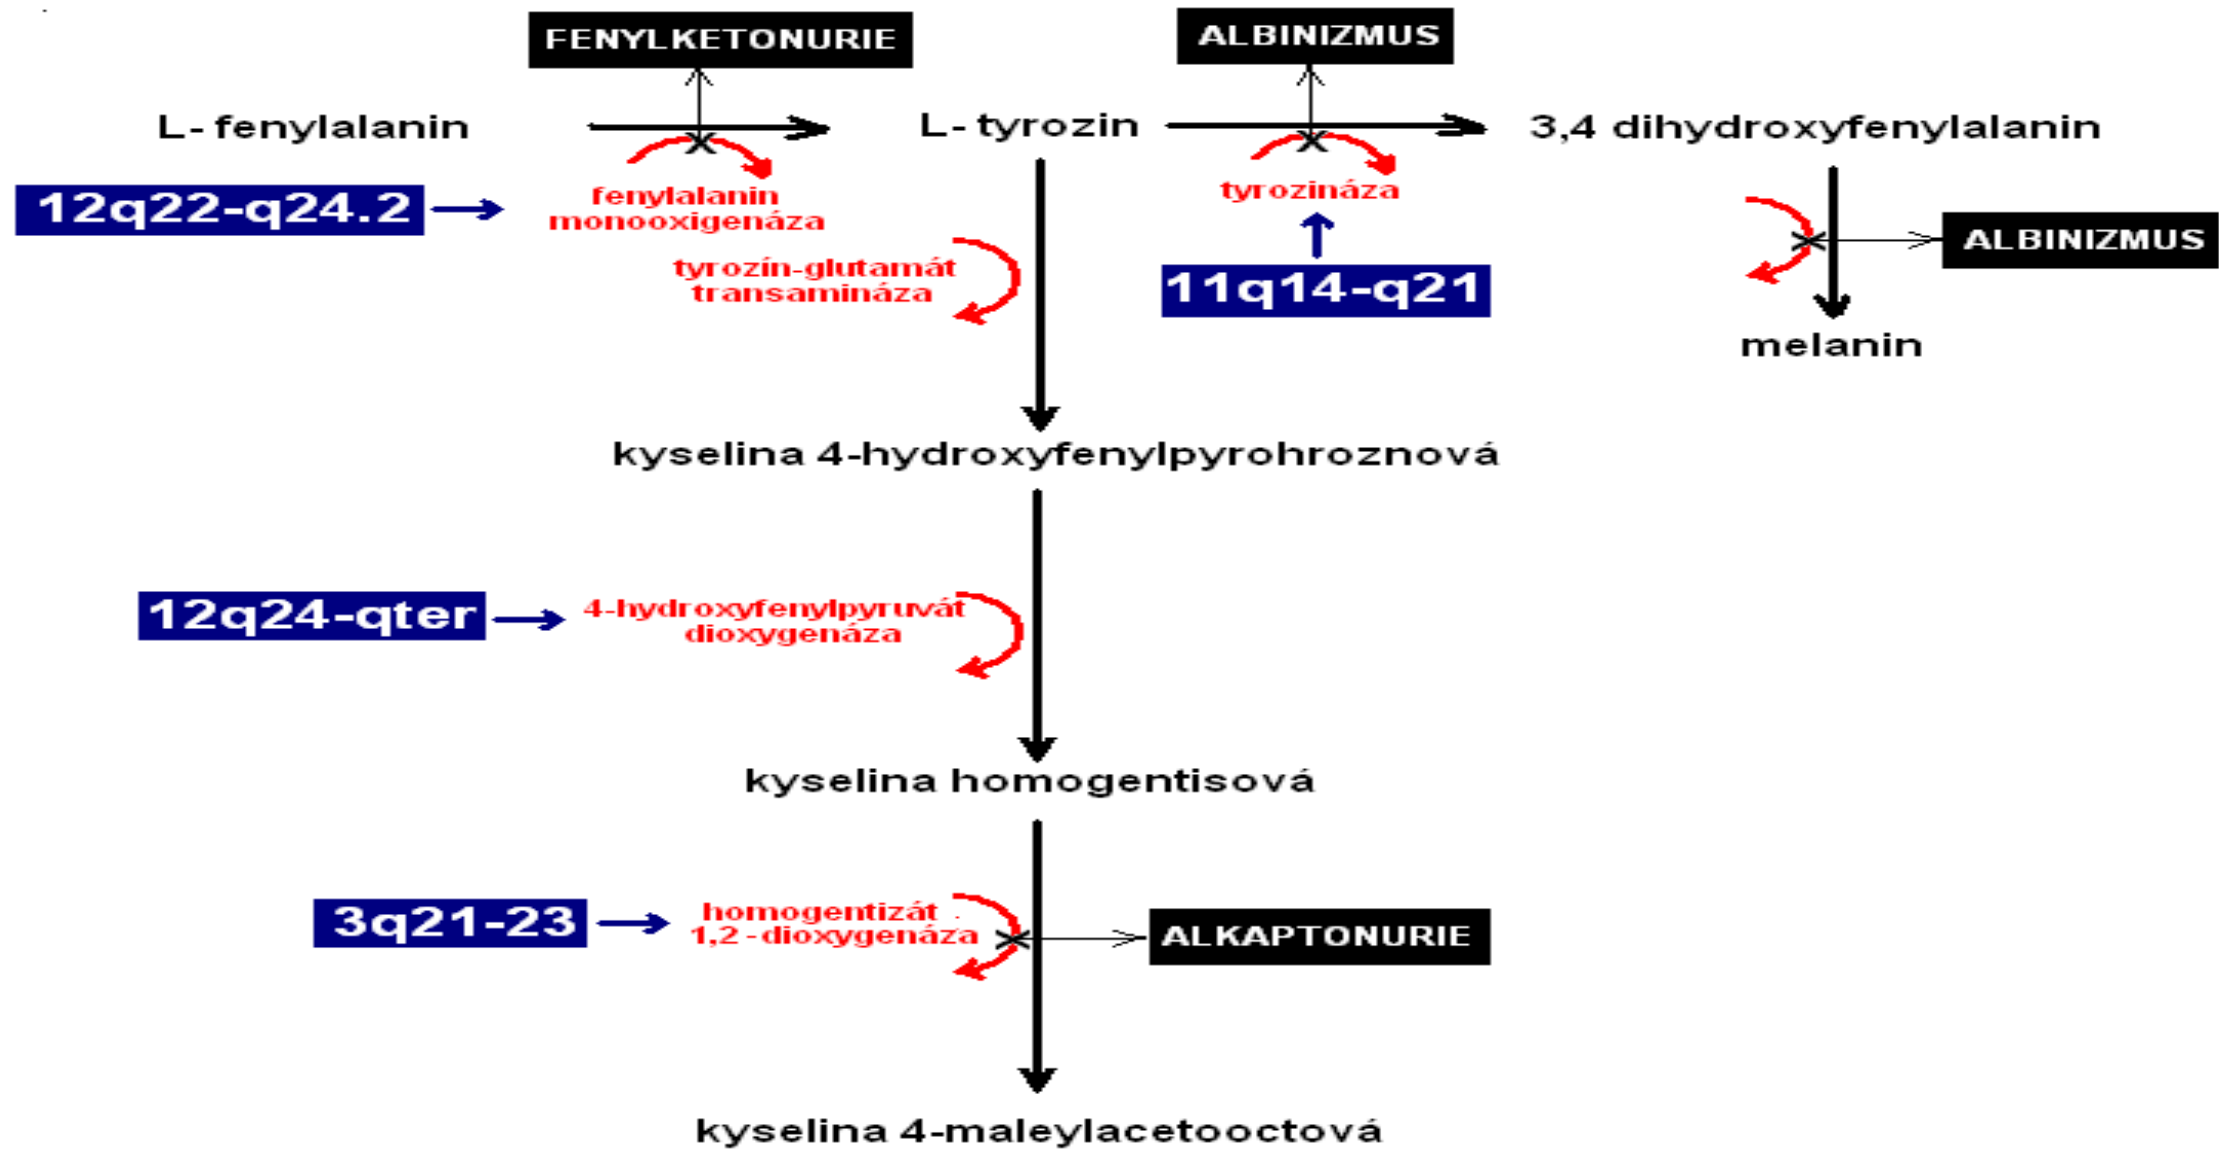 FENYLKETONURIE
ALBINIZMUS
L- fenylalanin
L- tyrozin
3,4 dihydroxyfenylalanin
12q22-q24.2
fenylalanin
monooxigenáza
tyrozináza
ALBINIZMUS
tyrozín-glutamát
transamináza
11q14-q21
melanin
kyselina 4-hydroxyfenylpyrohroznová
12q24-qter
4-hydroxyfenylpyruvát
dioxygenáza
kyselina homogentisová
3q21-23
homogentizát
1,2 -dioxygenáza
ALKAPTONURIE
kyselina 4-maleylacetooctová